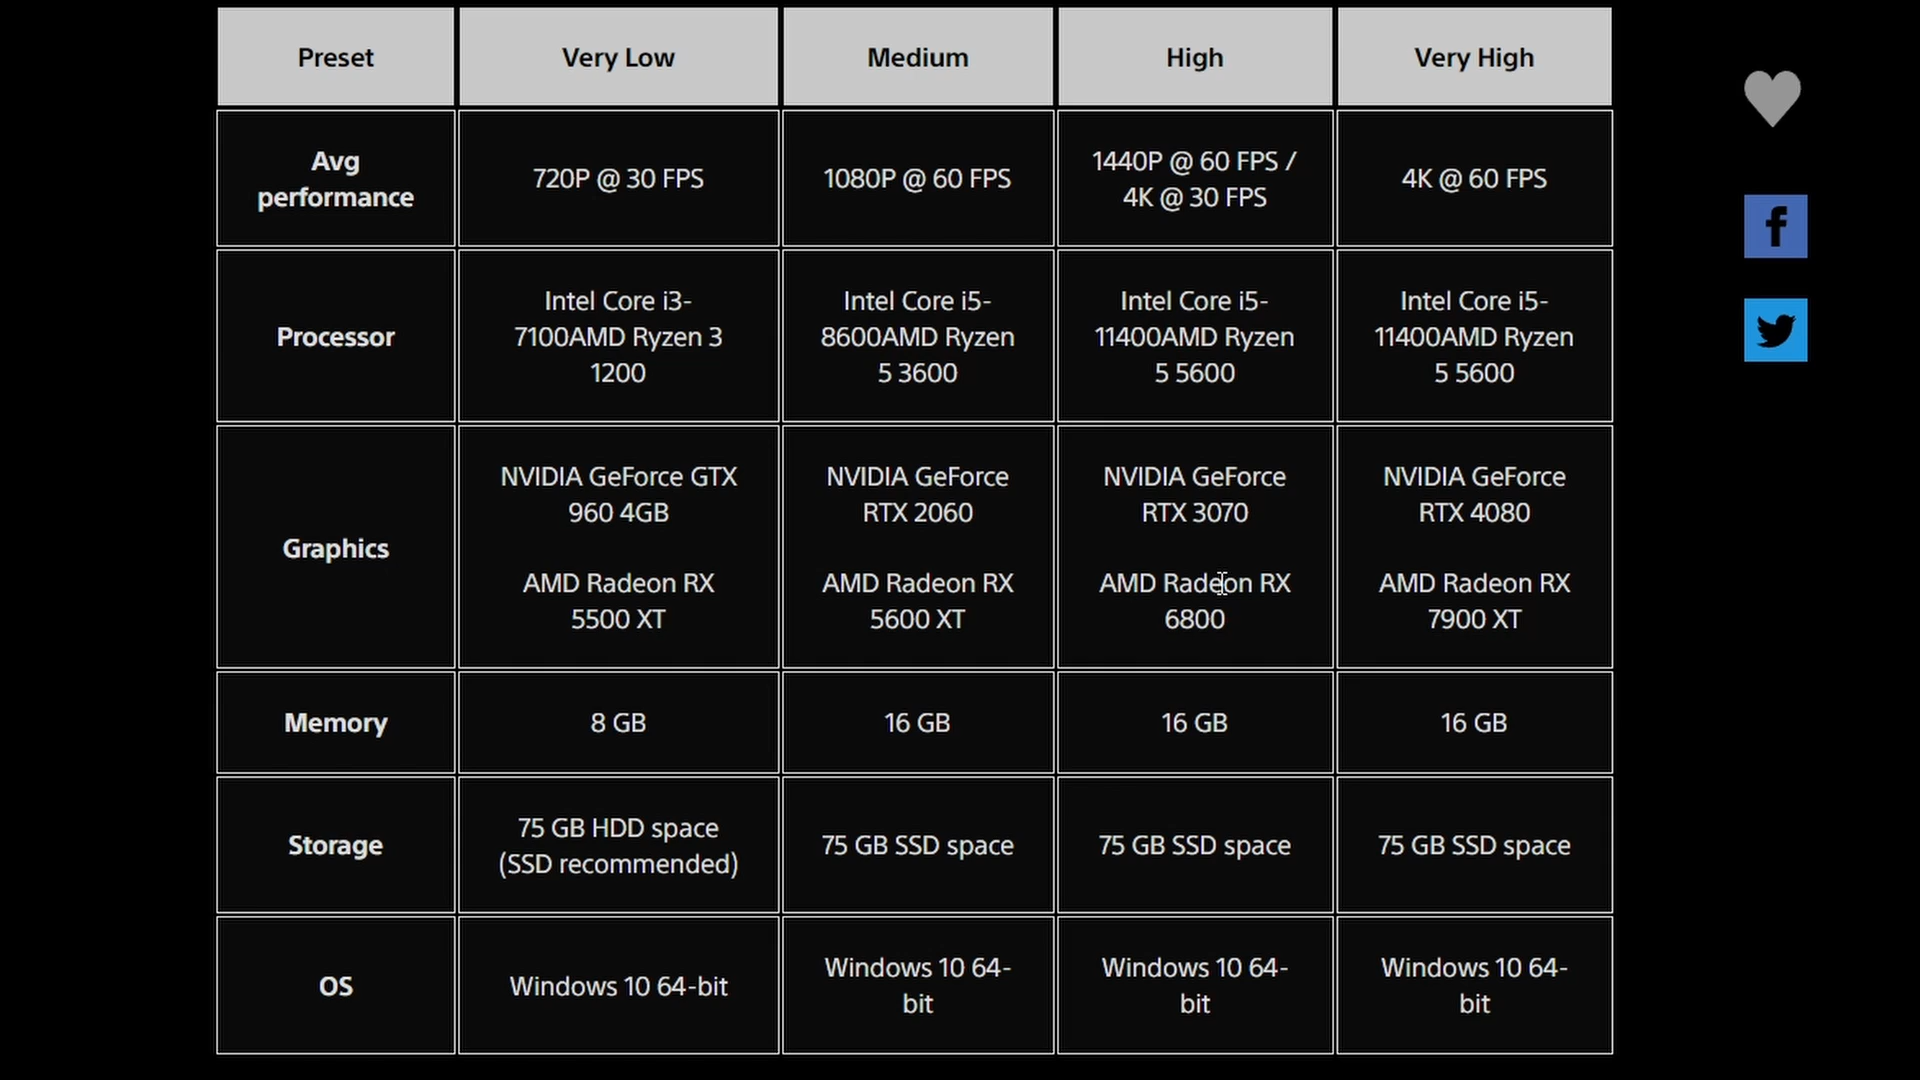 Preset
Very Low
Medium
High
Very High
Avg
performance
720P @ 30 FPS
1080P @ 60 FPS
1440P @ 60 FPS /
4K @ 30 FPS
4K @ 60 FPS
Processor
Intel Core i3-
7100AMD Ryzen 3
1200
Intel Core i5-
8600AMD Ryzen
5 3600
Intel Core i5-
11400AMD Ryzen
5 5600
Intel Core i5-
11400AMD Ryzen
5 5600
Graphics
NVIDIA GeForce GTX
960 4GB
AMD Radeon RX
5500 XT
NVIDIA GeForce
RTX 2060
AMD Radeon RX
5600 XT
NVIDIA GeForce
RTX 3070
AMD Radeon RX
6800
NVIDIA GeForce
RTX 4080
AMD Radeon RX
7900 XT
Memory
8 GB
16 GB
16 GB
16 GB
Storage
75 GB HDD space
(SSD recommended)
75 GB SSD space
75 GB SSD space
75 GB SSD space
OS
Windows 10 64-bit
Windows 10 64-
bit
Windows 10 64-
bit
Windows 10 64-
bit